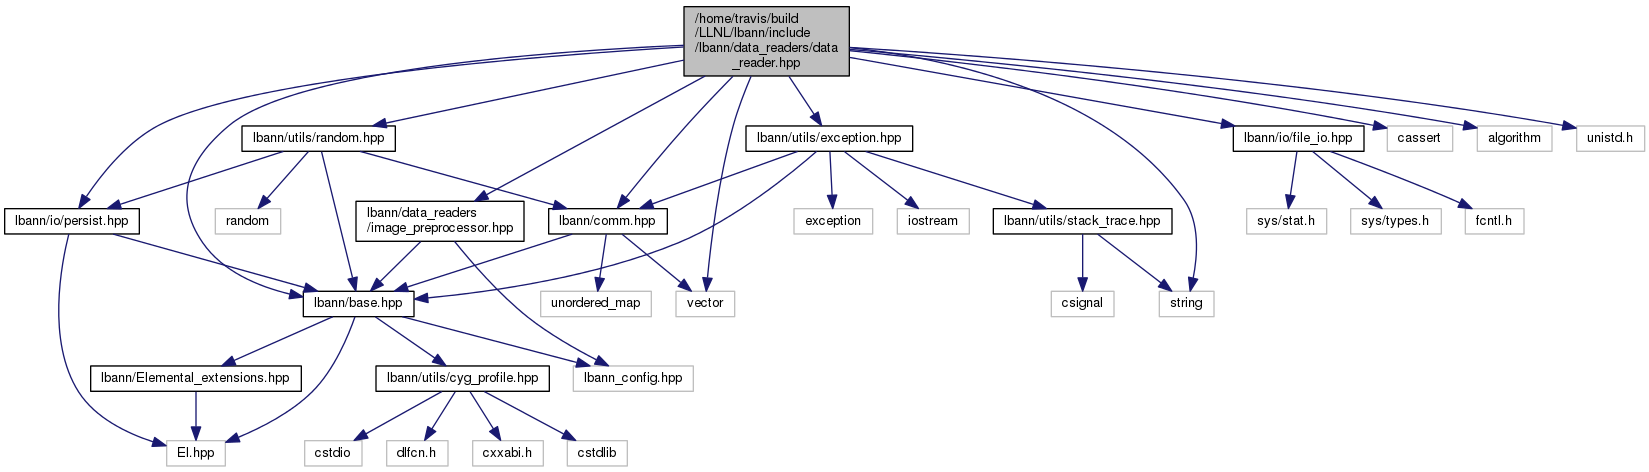 /home/travis/build
/LLNL/lbann/include
/lbann/data_readers/data
_reader.hpp
lbann/utils/random.hpp
lbann/utils/exception.hpp
lbann/io/file_io.hpp
cassert
algorithm
unistd.h
lbann/io/persist.hpp
random
lbann/data_readers
/image_preprocessor.hpp
lbann/comm.hpp
exception
iostream
lbann/utils/stack_trace.hpp
sys/stat.h
sys/types.h
fcntl.h
lbann/base.hpp
unordered_map
vector
csignal
string
lbann/Elemental_extensions.hpp
lbann/utils/cyg_profile.hpp
lbann_config.hpp
El.hpp
cstdio
dlfcn.h
cxxabi.h
cstdlib